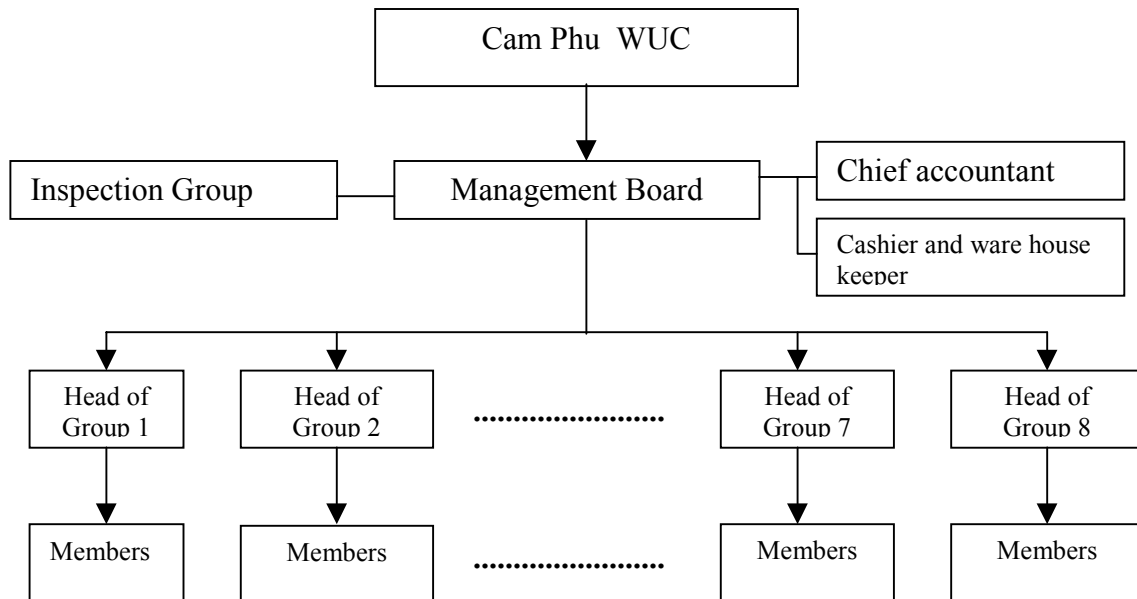 Cam Phu WUC
Inspection Group
Management Board
Chief accountant
Cashier and ware house
keeper
Head of
Group 1
Head of
Group 2
....................
Head of
Group 7
Head of
Group 8
Members
Members
....................
Members
Members